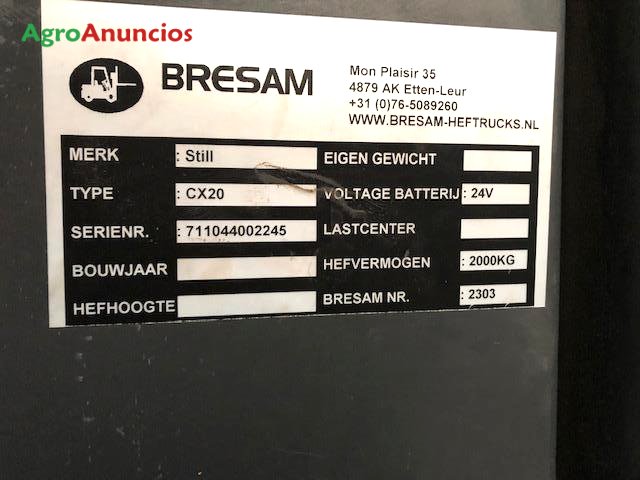 AgroAnuncios
BRESAM
Mon Plaisir 35
4879 AK Etten-Leur
+31 (0)76-5089260
WWW.BRESAM-HEFTRUCKS.NL
MERK : Still
TYPE : CX20
SERIENR. : 711044002245
BOUWJAAR
HEFHOOGTE
EIGEN GEWICHT
VOLTAGE BATTERIJ : 24V
LASTCENTER
HEFVERMOGEN : 2000KG
BRESAM NR. : 2303